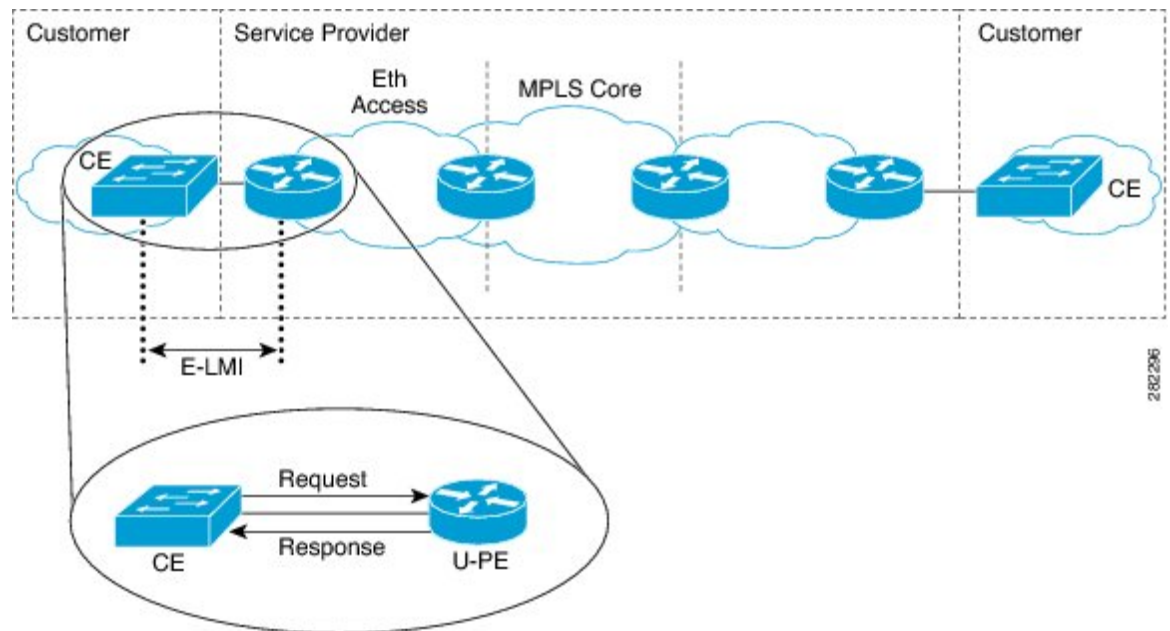 Customer
Service Provider
Customer
Eth
Access
MPLS Core
CE
CE
E-LMI
282296
Request
Response
CE
U-PE